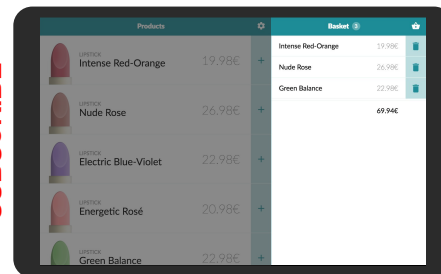 Products
Basket 3
LIPSTICK
Intense Red-Orange 19.98€ +
LIPSTICK
Nude Rose 26.98€ +
LIPSTICK
Electric Blue-Violet 22.98€ +
LIPSTICK
Energetic Rosé 20.98€ +
LIPSTICK
Green Balance 22.98€ +
Intense Red-Orange 19.98€
Nude Rose 26.98€
Green Balance 22.98€
69.94€